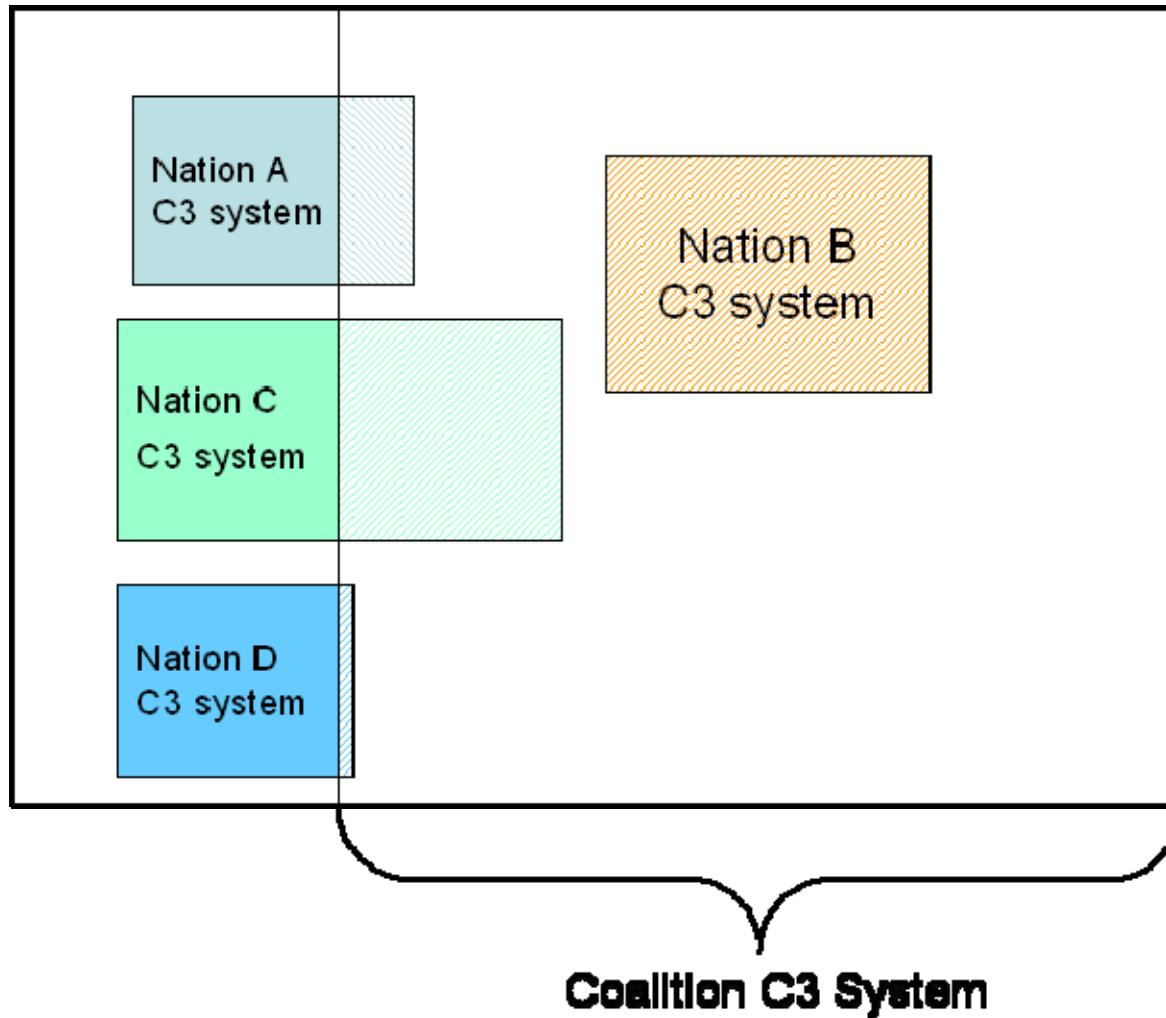 Nation A
C3 system
Nation B
C3 system
Nation C
C3 system
Nation D
C3 system
Coalition C3 System